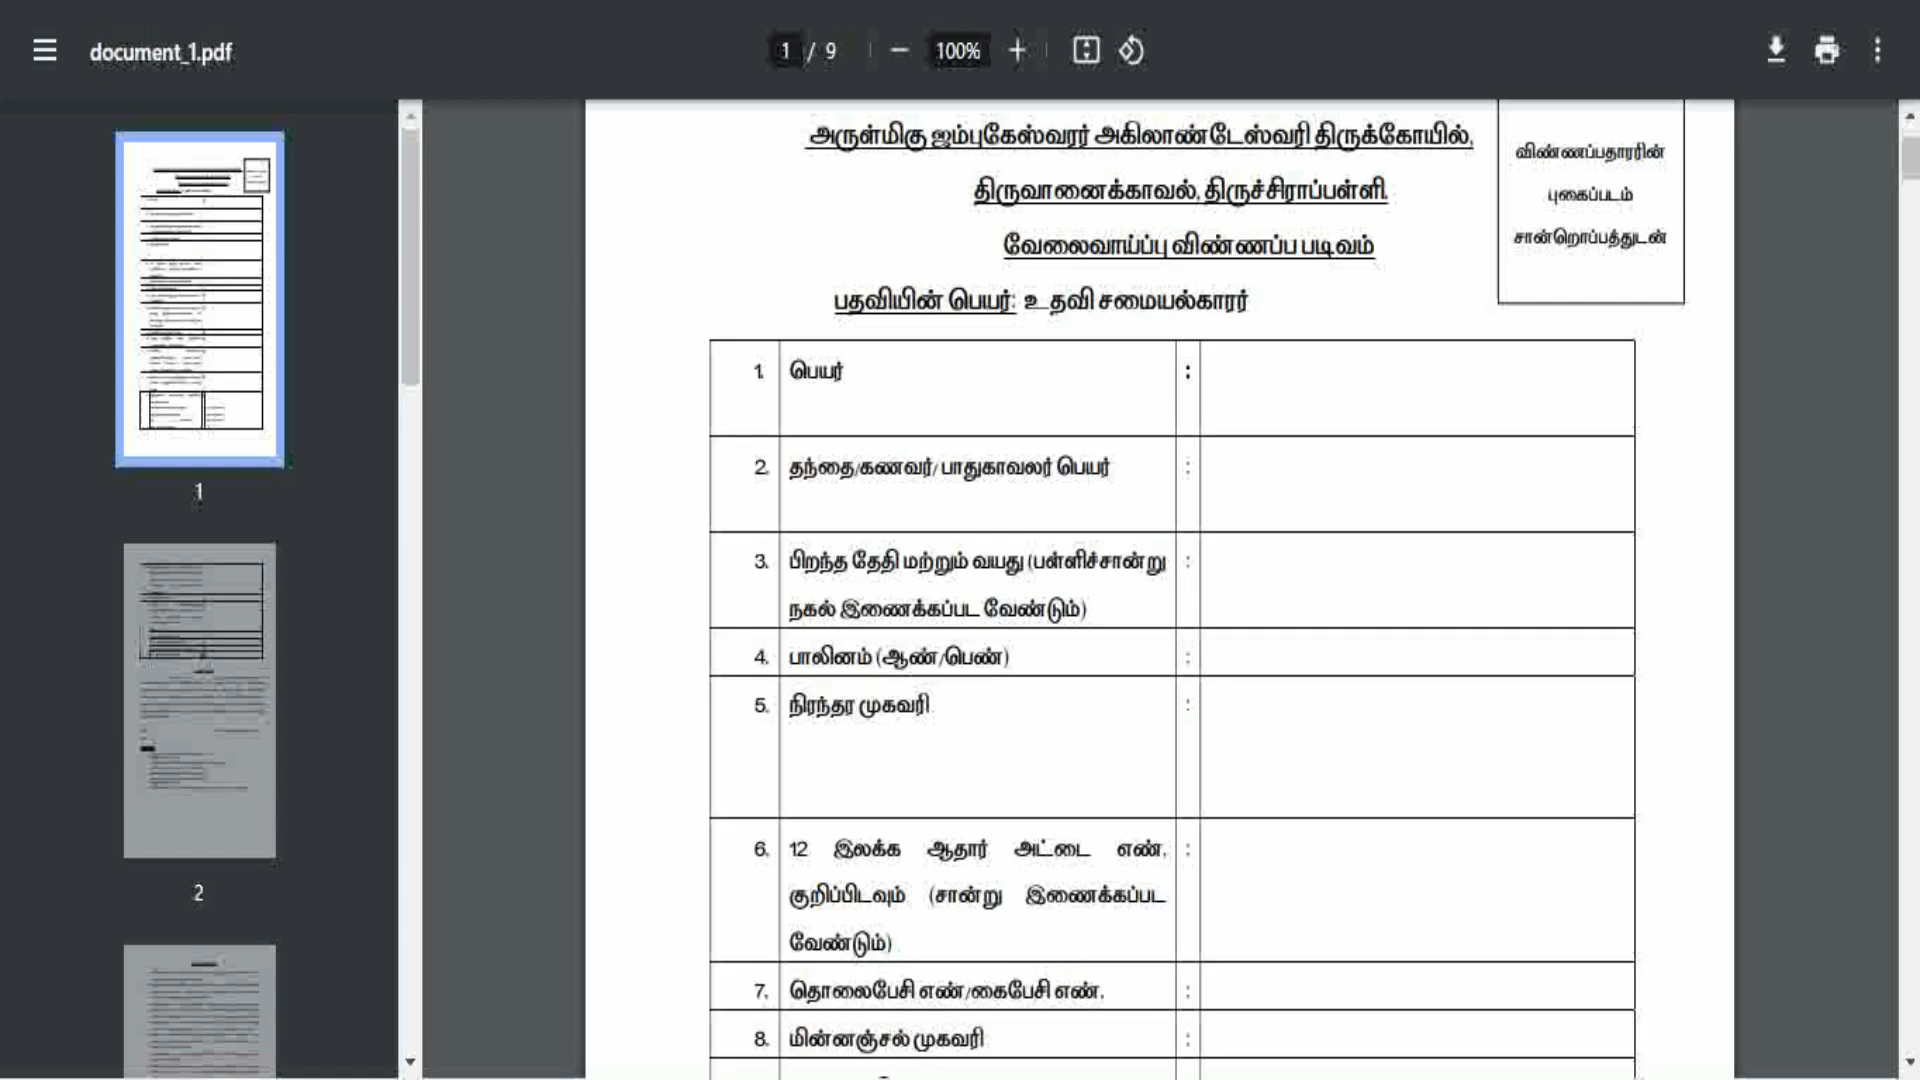 document_1.pdf
1 / 9
100%
அருள்மிகு ஜம்புகேஸ்வரர் அகிலாண்டேஸ்வரி திருக்கோயில்,
திருவானைக்காவல், திருச்சிராப்பள்ளி.
வேலைவாய்ப்பு விண்ணப்ப படிவம்
பதவியின் பெயர்: உதவி சமையல்காரர்
விண்ணப்பதாரரின்
புகைப்படம்
சான்றொப்பத்துடன்
1. பெயர் :
2. தந்தை/கணவர்/ பாதுகாவலர் பெயர் :
3. பிறந்த தேதி மற்றும் வயது (பள்ளிச்சான்று :
நகல் இணைக்கப்பட வேண்டும்)
4. பாலினம் (ஆண்/பெண்) :
5. நிரந்தர முகவரி :
6. 12 இலக்க ஆதார் அட்டை எண். :
குறிப்பிடவும் (சான்று இணைக்கப்பட
வேண்டும்)
7. தொலைபேசி எண்/கைபேசி எண். :
8. மின்னஞ்சல் முகவரி :
1
2